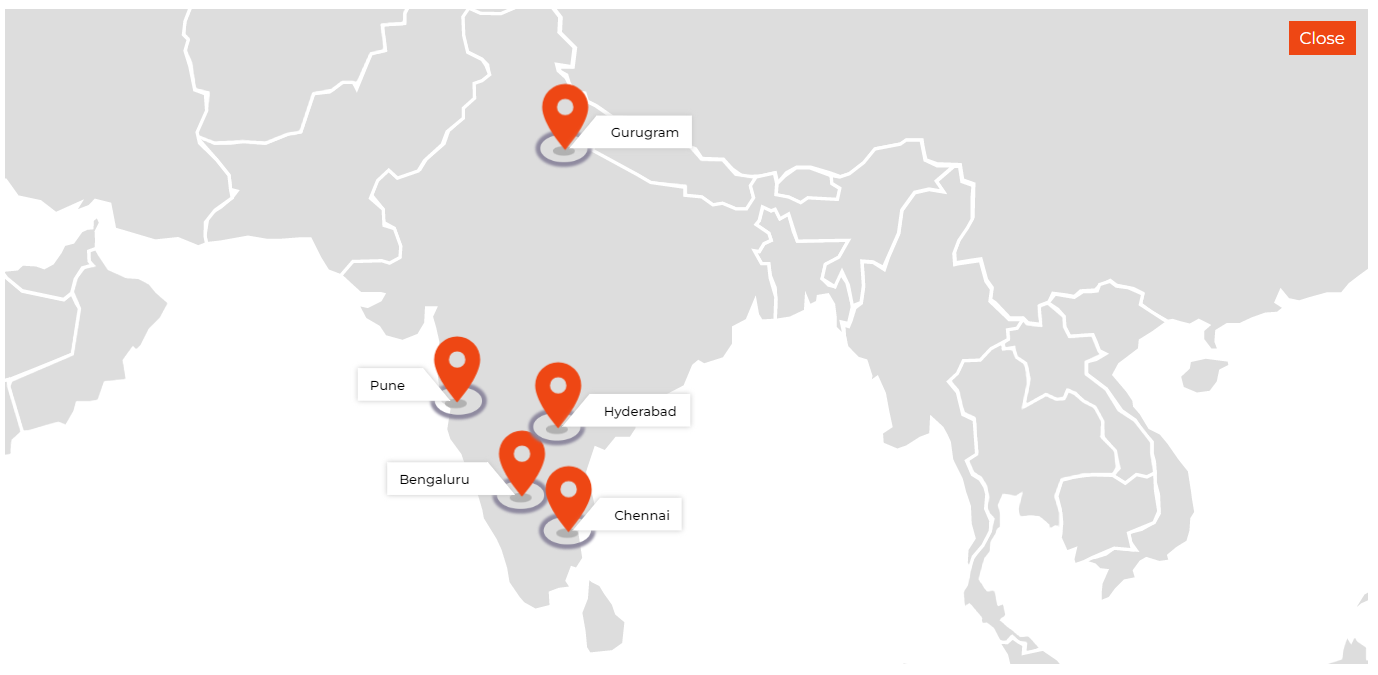 Close
Gurugram
Pune
Hyderabad
Bengaluru
Chennai